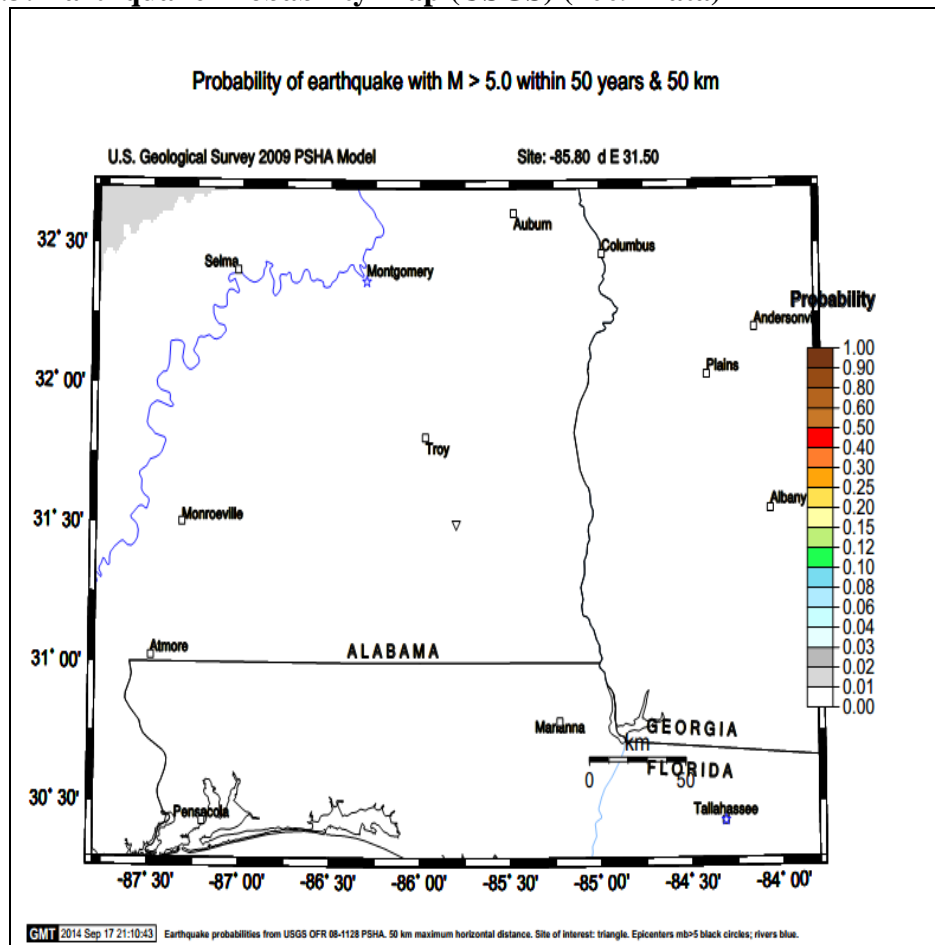 Earthquake Probability Map (USGS)
Probability of earthquake with M > 5.0 within 50 years & 50 km
U.S. Geological Survey 2009 PSHA Model Site: -85.80 d E 31.50
Auburn
32° 30'
Columbus
Selma
Montgomery
Probability
Andersonvi
1.00
Plains
0.90
32° 00'
0.80
0.60
0.50
0.40
Troy
0.30
0.25
Albany
0.20
31° 30'
Monroeville
0.15
0.12
0.10
0.08
0.06
0.04
Atmore
ALABAMA
31° 00'
0.03
0.02
0.01
0.00
Marianna
GEORGIA
km
FLORIDA
0 50
30° 30'
Pensacola
Tallahassee
-87° 30' -87° 00' -86° 30' -86° 00' -85° 30' -85° 00' -84° 30' -84° 00'
GMT 2014 Sep 17 21:10:43 Earthquake probabilities from USGS OFR 08-1128 PSHA. 50 km maximum horizontal distance. Site of interest: triangle. Epicenters mb>5 black circles; rivers blue.